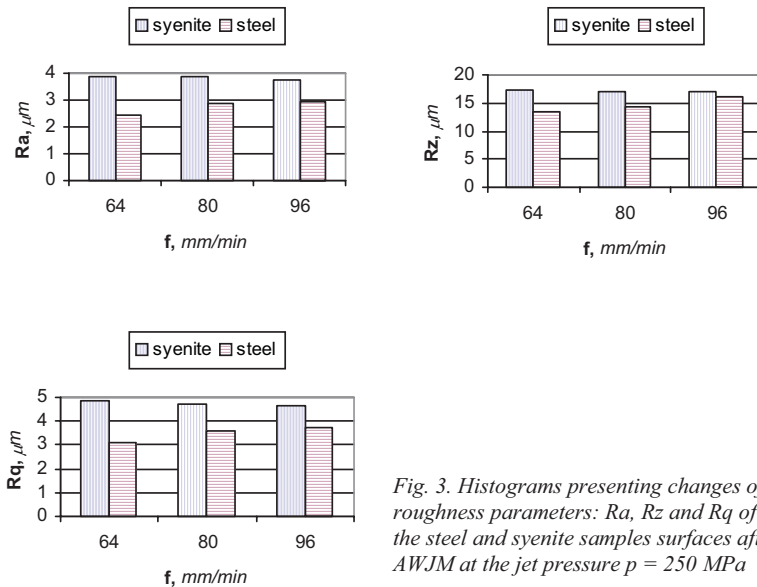 syenite steel
4
3
2
1
0
Ra, μm
64 80 96
f, mm/min
syenite steel
20
15
10
5
0
Rz, μm
64 80 96
f, mm/min
syenite steel
5
4
3
2
1
0
Rq, μm
64 80 96
f, mm/min
Fig. 3. Histograms presenting changes of
roughness parameters: Ra, Rz and Rq of
the steel and syenite samples surfaces
AWJM at the jet pressure p = 250 MPa